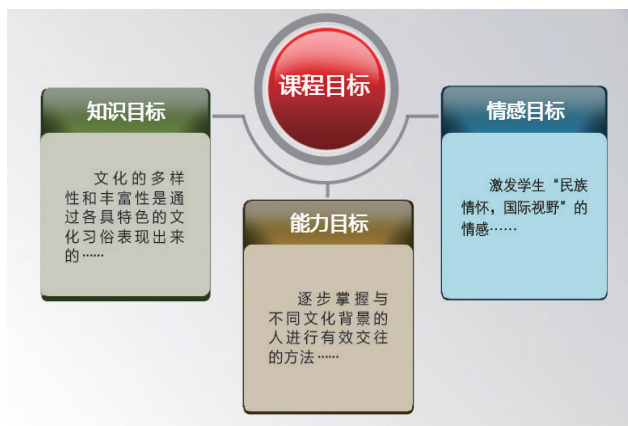 课程目标
知识目标
文化的多样
性和丰富性是通
过各具特色的文
化习俗表现出来
的……
能力目标
逐步掌握与
不同文化背景的
人进行有效交往
的方法……
情感目标
激发学生“民族
情怀，国际视野”的
情感……